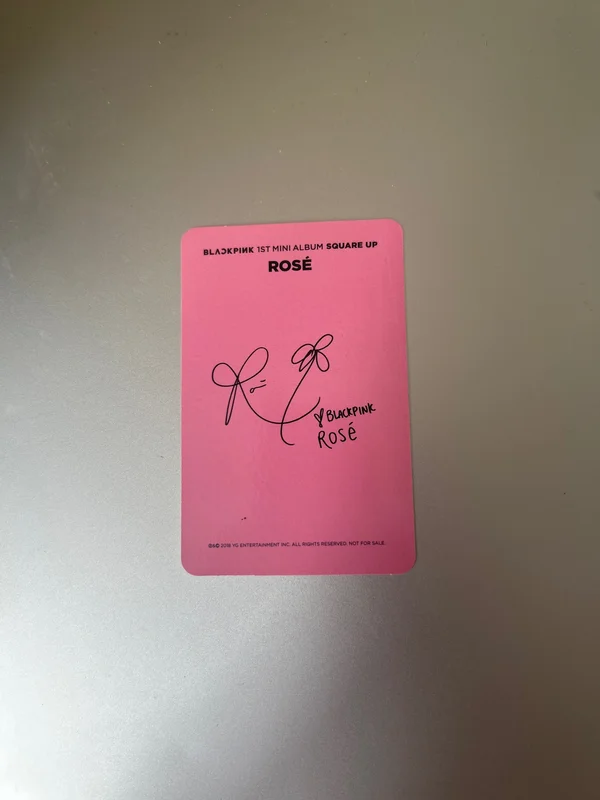 BLACKPINK 1ST MINI ALBUM SQUARE UP
ROSÉ
Rosé
♡ BLACKPINK
ROSÉ
℗&© 2018 YG ENTERTAINMENT INC. ALL RIGHTS RESERVED. NOT FOR SALE.